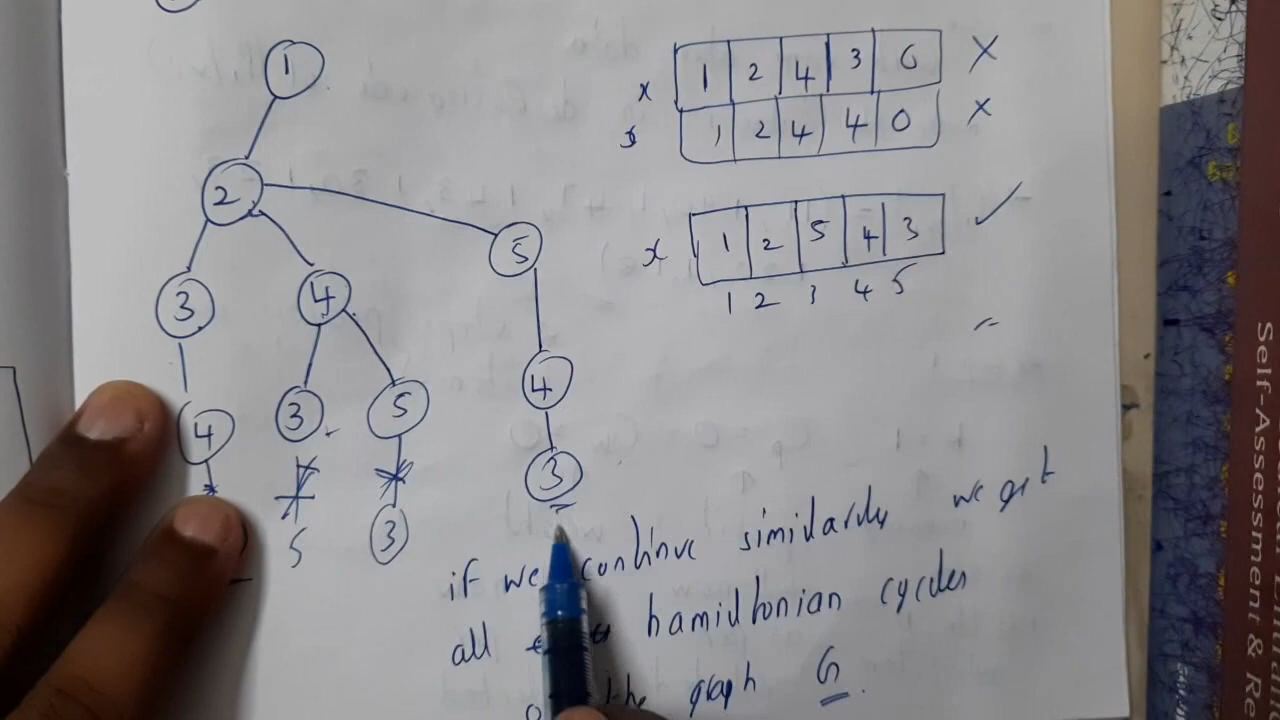 1
2
5
3
4
4
3
5
4
3
*
5
3
x 1 2 4 3 0 X
1 2 4 4 0 X
x 1 2 5 4 3 ✓
1 2 3 4 5
if we continue similarly we get
all hamiltonian cycles
the graph G.
Self-Assessment & Re